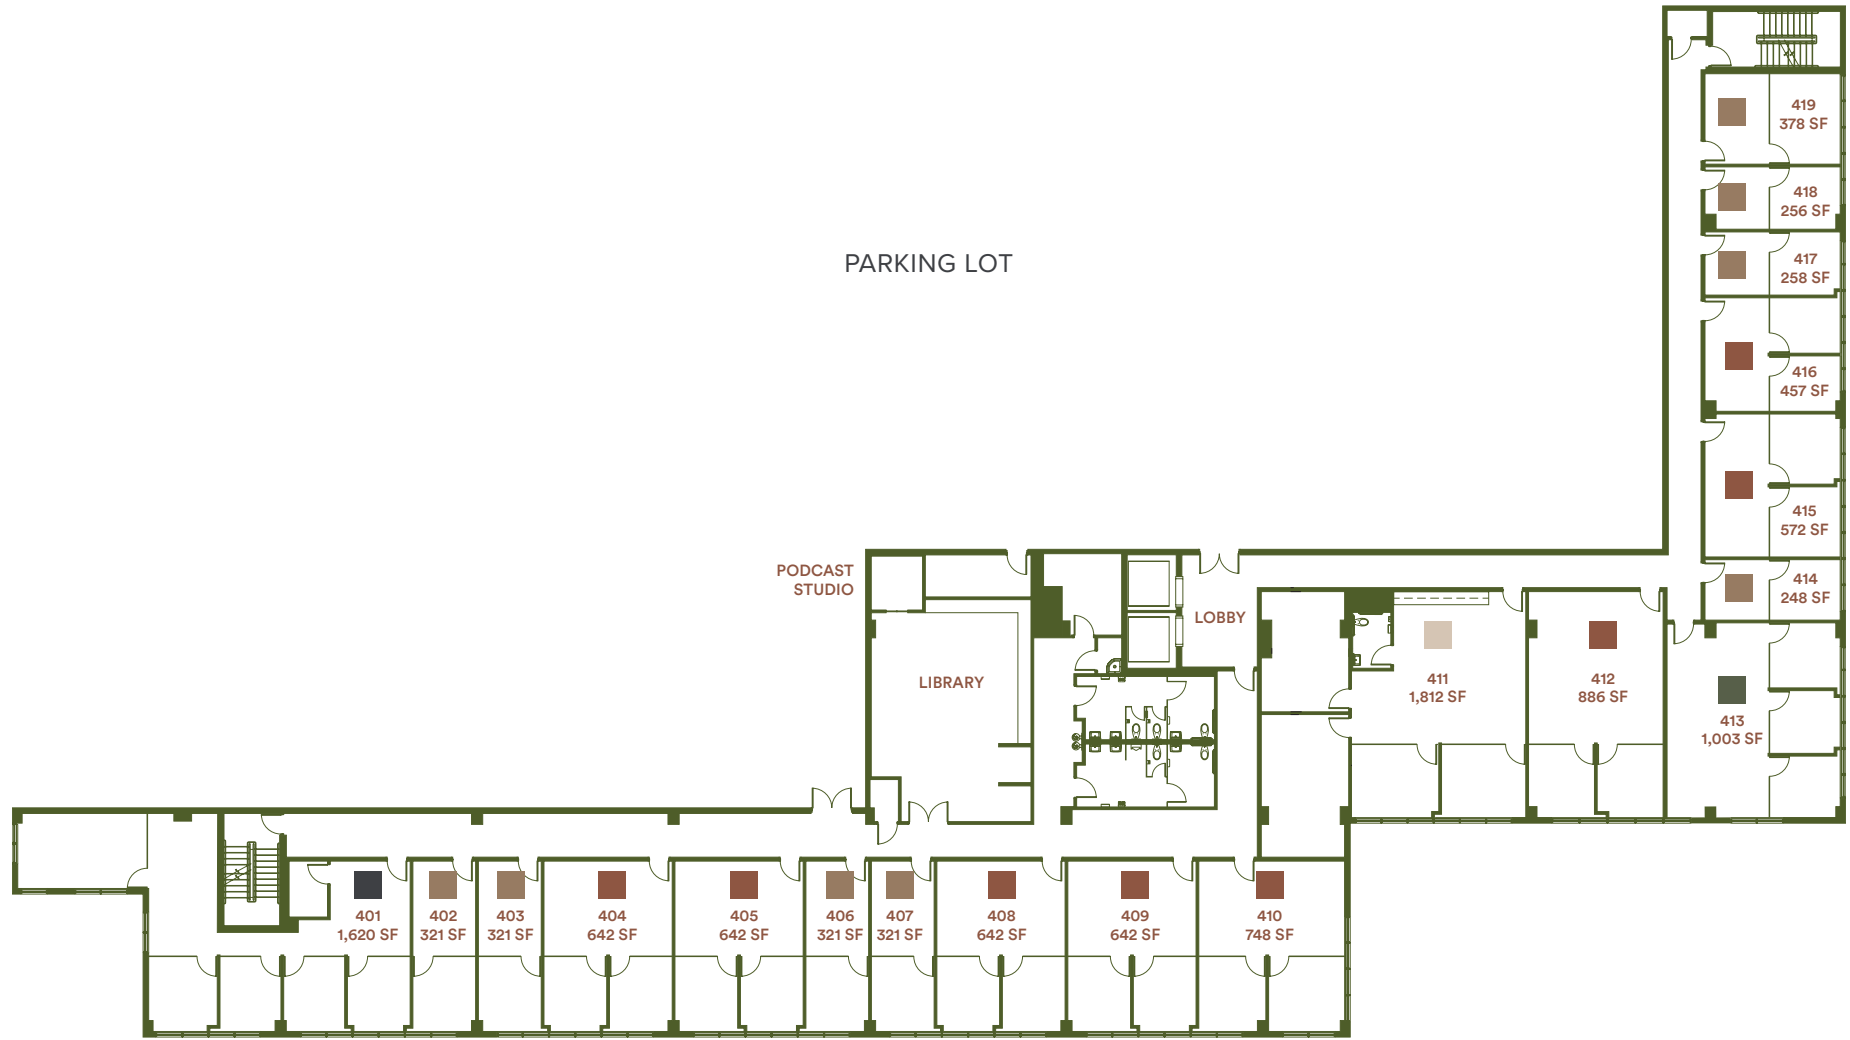 419
378 SF
418
256 SF
PARKING LOT
417
258 SF
416
457 SF
415
572 SF
PODCAST
STUDIO
414
248 SF
LOBBY
LIBRARY
411
1,812 SF
412
886 SF
413
1,003 SF
401
1,620 SF
402
321 SF
403
321 SF
404
642 SF
405
642 SF
406
321 SF
407
321 SF
408
642 SF
409
642 SF
410
748 SF